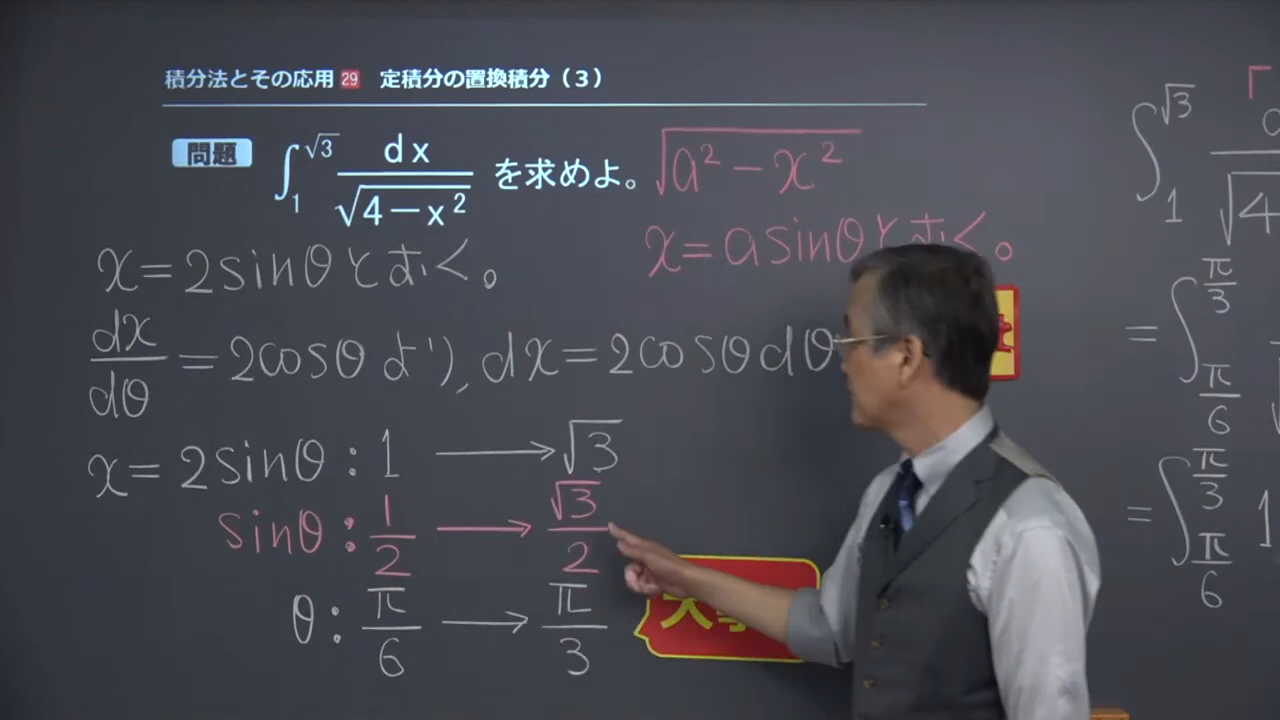 積分法とその応用 29 定積分の置換積分（３）
問題 ∫₁^√3 dx/√(4－x²) を求めよ。
√(a²－x²)
x=asinθとおく。
x=2sinθとおく。
dx/dθ=2cosθより,dx=2cosθdθ
x=2sinθ:1→√3
sinθ:1/2→√3/2
θ:π/6→π/3
∫₁^√3
√4
=∫_{π/6}^{π/3}
=∫_{π/6}^{π/3} 1